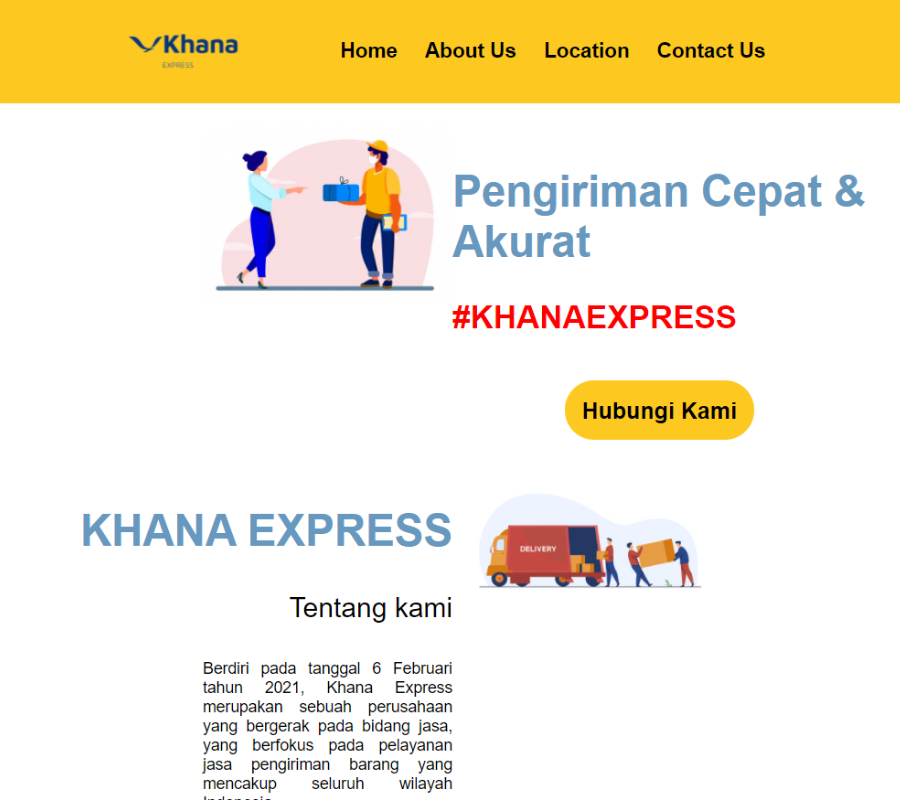 Khana
EXPRESS
Home About Us Location Contact Us
Pengiriman Cepat &
Akurat
#KHANAEXPRESS
Hubungi Kami
KHANA EXPRESS
DELIVERY
Tentang kami
Berdiri pada tanggal 6 Februari
tahun 2021, Khana Express
merupakan sebuah perusahaan
yang bergerak pada bidang jasa,
yang berfokus pada pelayanan
jasa pengiriman barang yang
mencakup seluruh wilayah